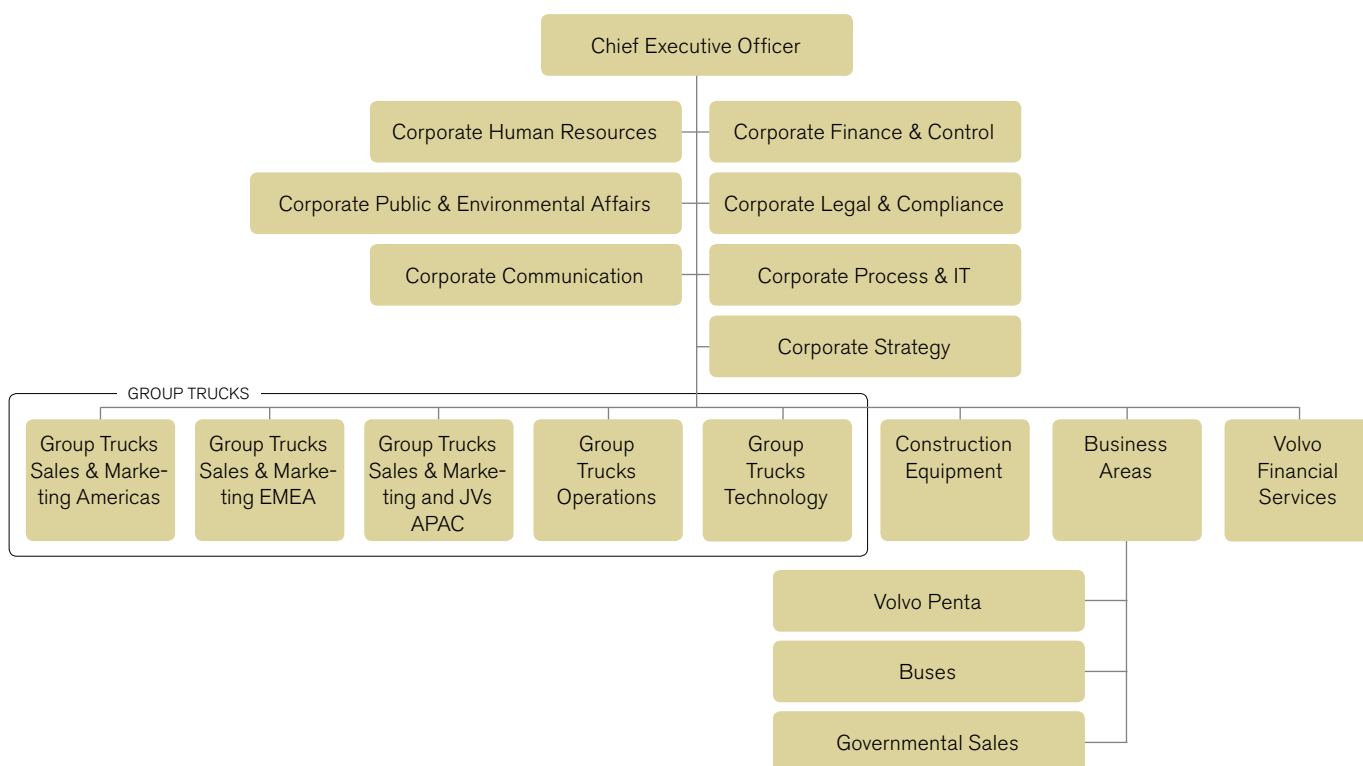 Chief Executive Officer
Corporate Human Resources
Corporate Finance & Control
Corporate Public & Environmental Affairs
Corporate Legal & Compliance
Corporate Communication
Corporate Process & IT
Corporate Strategy
GROUP TRUCKS
Group Trucks
Sales & Marke-
ting Americas
Group Trucks
Sales & Marke-
ting EMEA
Group Trucks
Sales & Marke-
ting and JVs
APAC
Group
Trucks
Operations
Group
Trucks
Technology
Construction
Equipment
Business
Areas
Volvo
Financial
Services
Volvo Penta
Buses
Governmental Sales